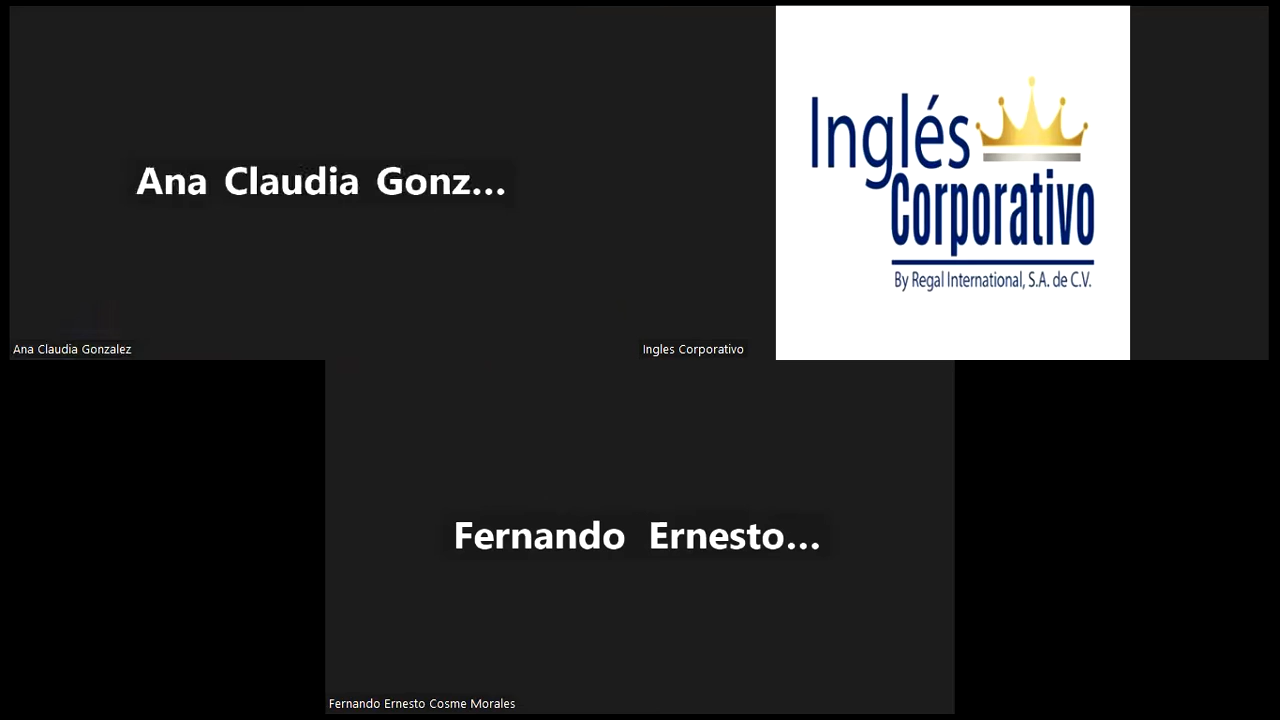 Ana Claudia Gonz...
Ana Claudia Gonzalez
Inglés
Corporativo
By Regal International, S.A. de C.V.
Ingles Corporativo
Fernando Ernesto...
Fernando Ernesto Cosme Morales